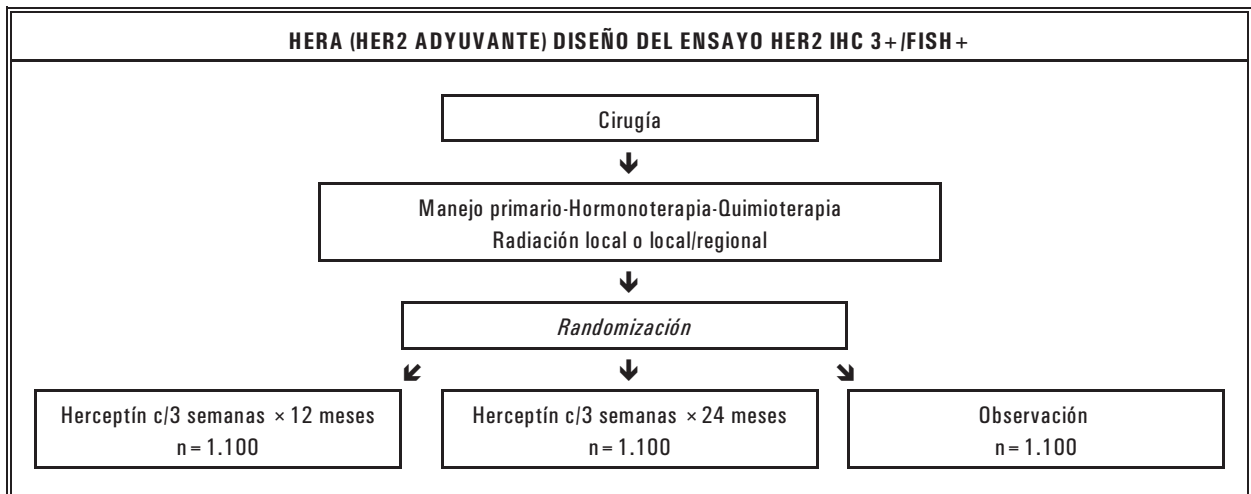 HERA (HER2 ADYUVANTE) DISEÑO DEL ENSAYO HER2 IHC 3+/FISH+
Cirugía
Manejo primario-Hormonoterapia-Quimioterapia
Radiación local o local/regional
Randomización
Herceptín c/3 semanas × 12 meses
n = 1.100
Herceptín c/3 semanas × 24 meses
n = 1.100
Observación
n = 1.100